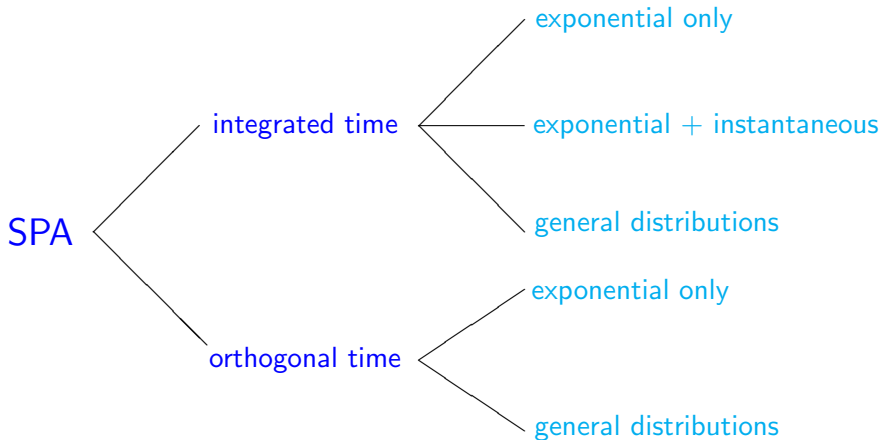 SPA
integrated time
exponential only
exponential + instantaneous
general distributions
orthogonal time
exponential only
general distributions